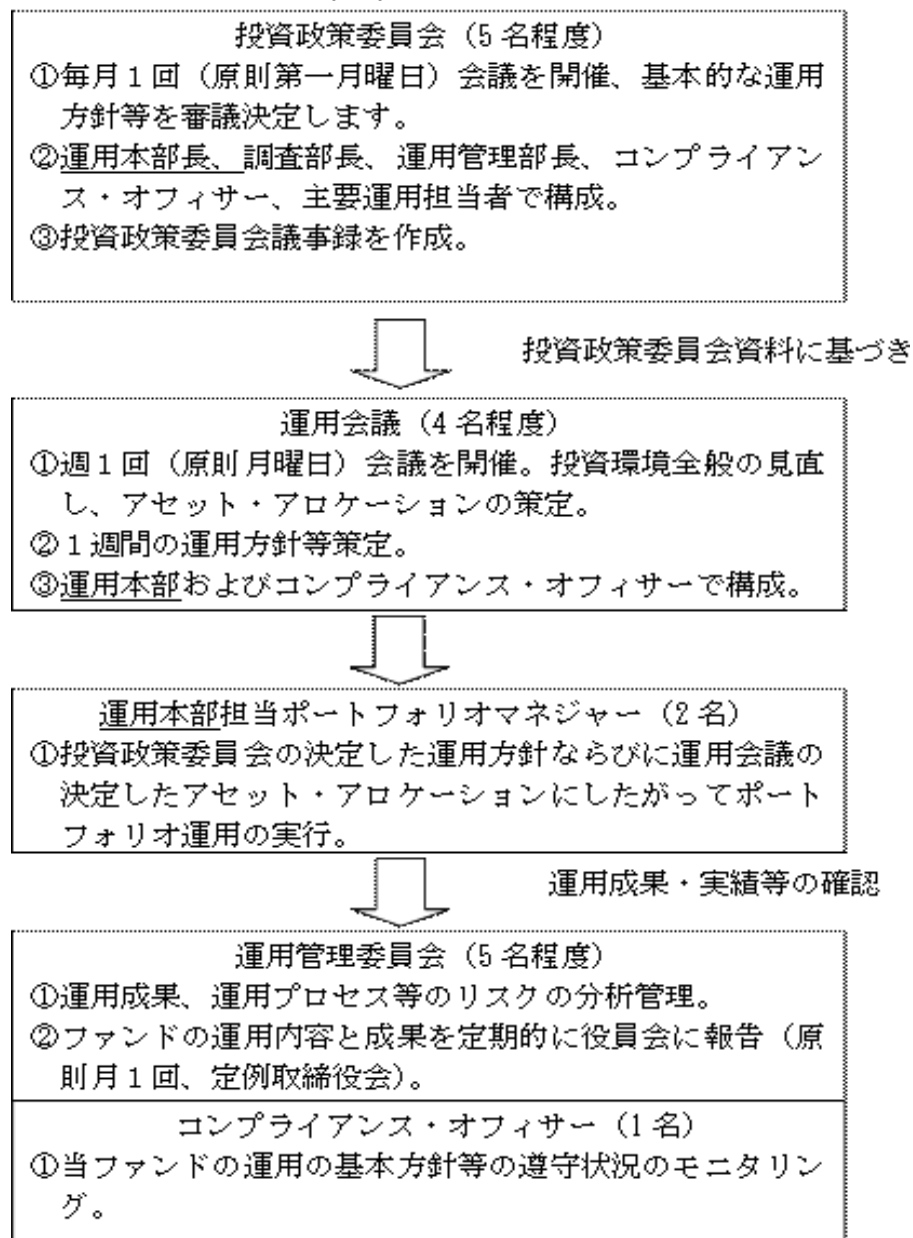 投資政策委員会（5名程度）
①毎月1回（原則第一月曜日）会議を開催、基本的な運用
方針等を審議決定します。
②運用本部長、調査部長、運用管理部長、コンプライアン
ス・オフィサー、主要運用担当者で構成。
③投資政策委員会議事録を作成。
投資政策委員会資料に基づき
運用会議（4名程度）
①週1回（原則月曜日）会議を開催。投資環境全般の見直
し、アセット・アロケーションの策定。
②1週間の運用方針等策定。
③運用本部およびコンプライアンス・オフィサーで構成。
運用本部担当ポートフォリオマネジャー（2名）
①投資政策委員会の決定した運用方針ならびに運用会議の
決定したアセット・アロケーションにしたがってポート
フォリオ運用の実行。
運用成果・実績等の確認
運用管理委員会（5名程度）
①運用成果、運用プロセス等のリスクの分析管理。
②ファンドの運用内容と成果を定期的に役員会に報告（原
則月1回、定例取締役会）。
コンプライアンス・オフィサー（1名）
①当ファンドの運用の基本方針等の遵守状況のモニタリン
グ。